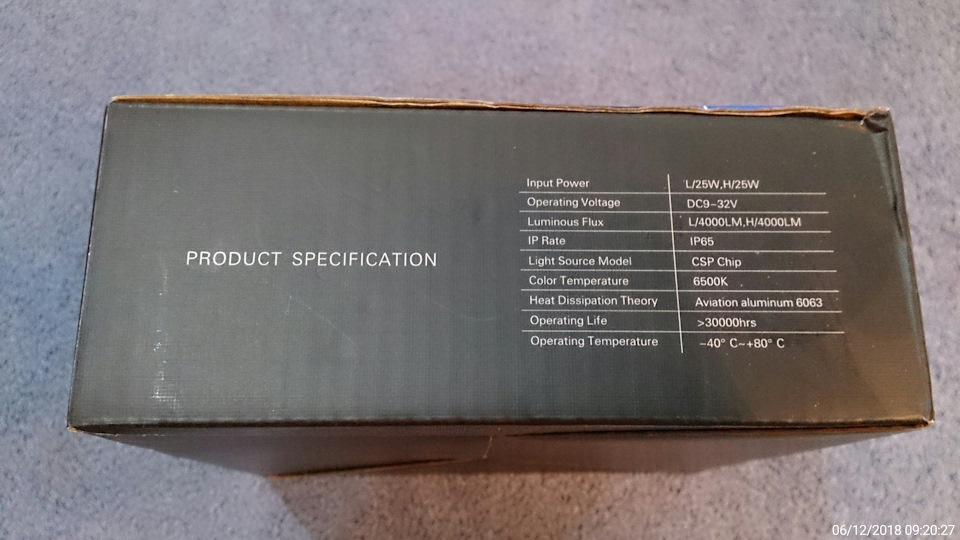 PRODUCT SPECIFICATION
Input Power L/25W,H/25W
Operating Voltage DC9-32V
Luminous Flux L/4000LM,H/4000LM
IP Rate IP65
Light Source Model CSP Chip
Color Temperature 6500K
Heat Dissipation Theory Aviation aluminum 6063
Operating Life >30000hrs
Operating Temperature -40° C~+80° C
06/12/2018 09:20:27